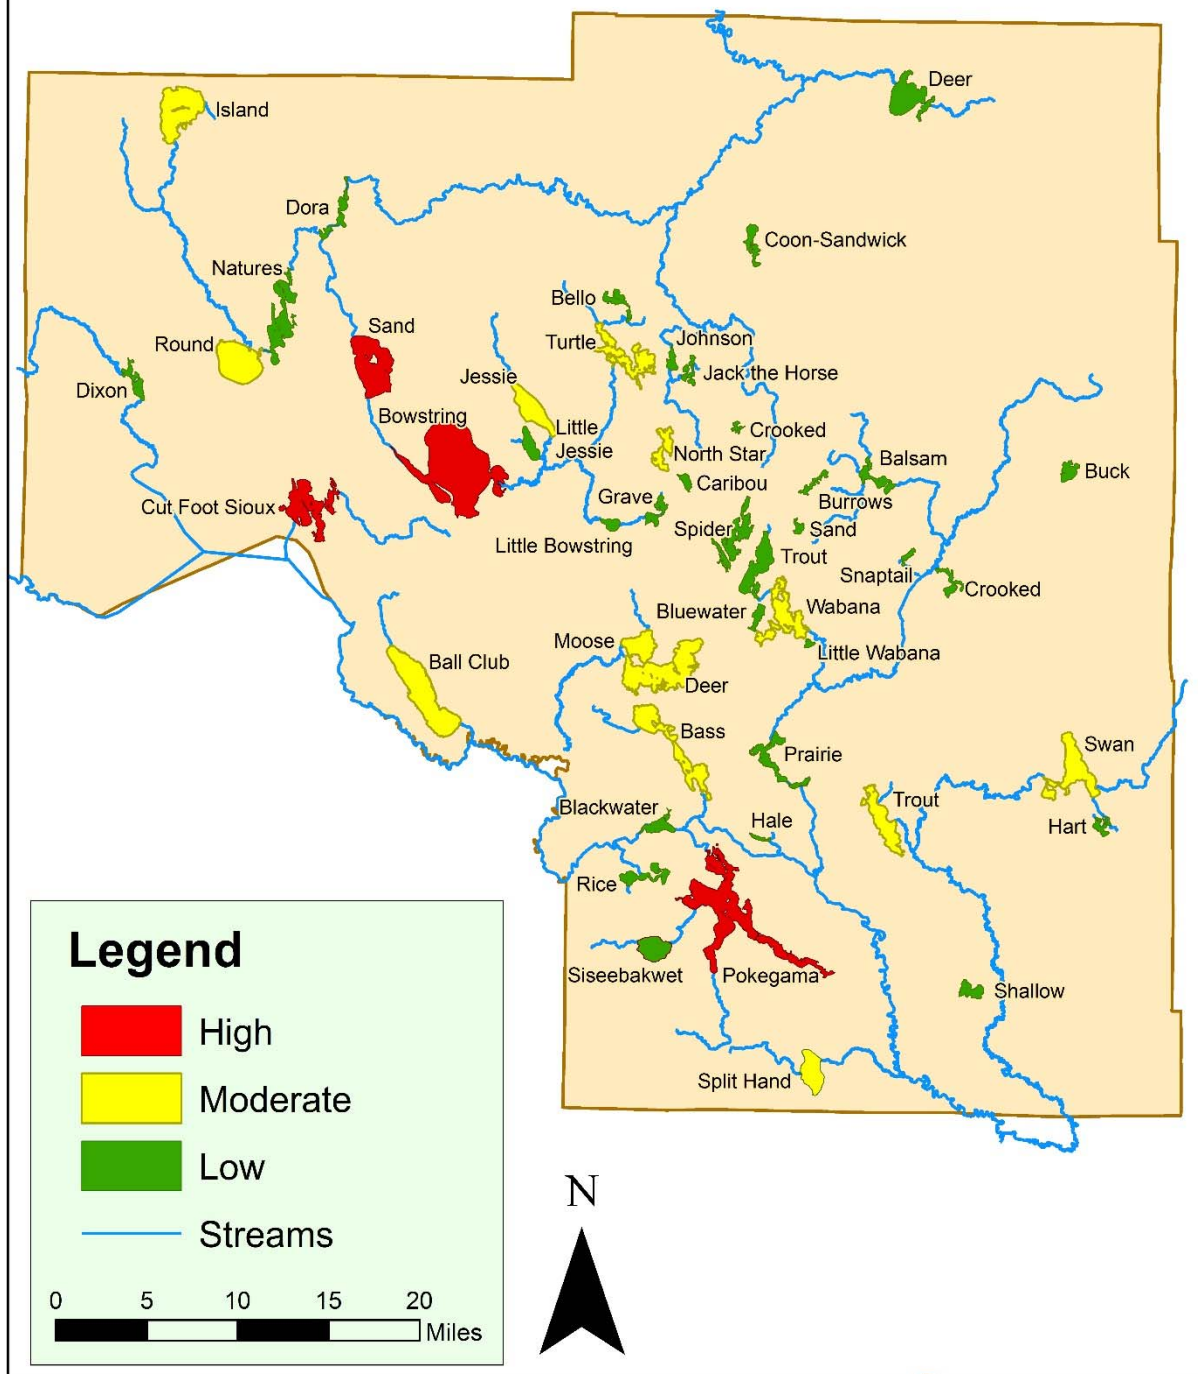 Deer
Island
Dora
Coon-Sandwick
Natures
Bello
Sand
Round
Turtle
Johnson
Jessie
Jack the Horse
Dixon
Bowstring
Little
Jessie
Crooked
North Star
Balsam
Buck
Caribou
Grave
Burrows
Cut Foot Sioux
Spider
Sand
Little Bowstring
Trout
Snaptail
Crooked
Bluewater
Wabana
Moose
Little Wabana
Ball Club
Deer
Bass
Prairie
Swan
Blackwater
Trout
Hale
Hart
Rice
Siseebakwet
Pokegama
Shallow
Split Hand
Legend
High
Moderate
Low
Streams
0 5 10 15 20
Miles
N